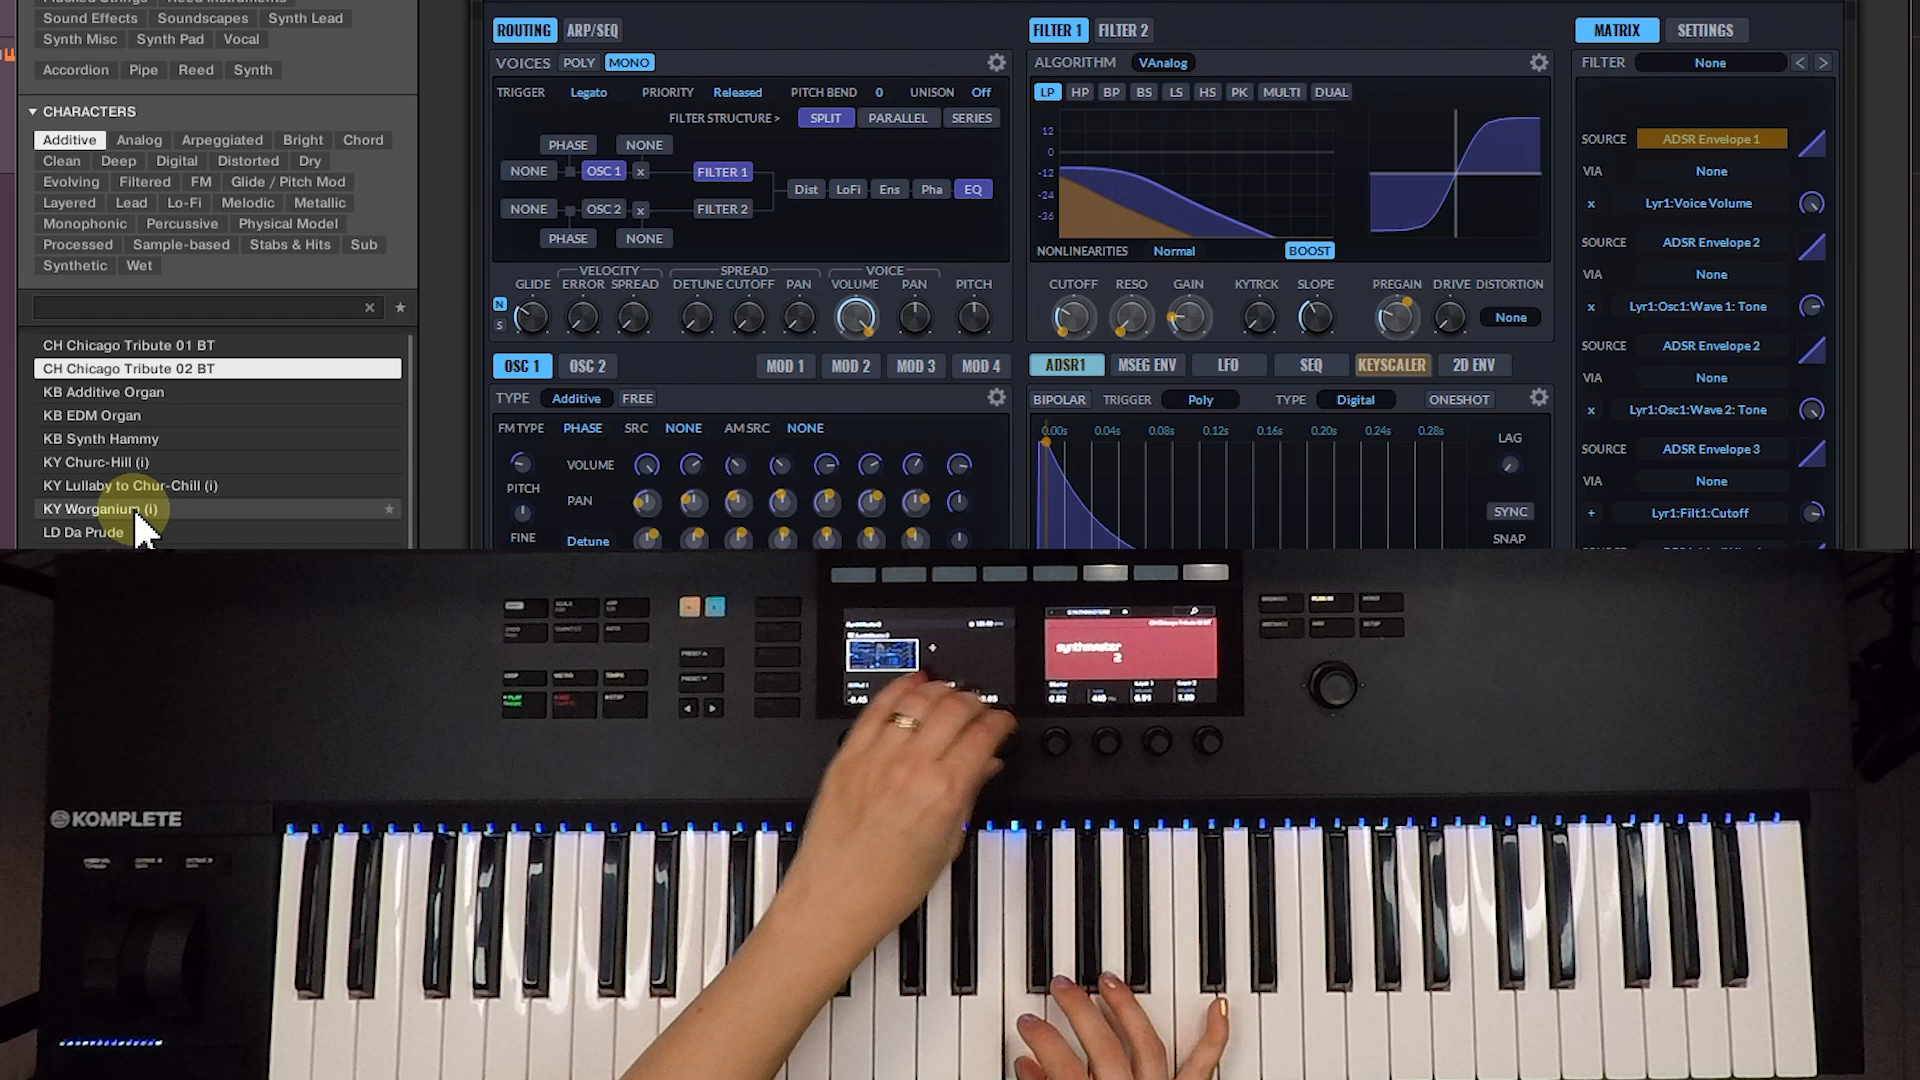 Sound Effects Soundscapes Synth Lead
Synth Misc Synth Pad Vocal
Accordion Pipe Reed Synth
CHARACTERS
Additive Analog Arpeggiated Bright Chord
Clean Deep Digital Distorted Dry
Evolving Filtered FM Glide / Pitch Mod
Layered Lead Lo-Fi Melodic Metallic
Monophonic Percussive Physical Model
Processed Sample-based Stabs & Hits Sub
Synthetic Wet
CH Chicago Tribute 01 BT
CH Chicago Tribute 02 BT
KB Additive Organ
KB EDM Organ
KB Synth Hammy
KY Churc-Hill (i)
KY Lullaby to Chur-Chill (i)
KY Worganium (i)
LD Da Prude
ROUTING ARP/SEQ
VOICES POLY MONO
TRIGGER Legato PRIORITY Released PITCH BEND 0 UNISON Off
FILTER STRUCTURE > SPLIT PARALLEL SERIES
PHASE NONE
NONE OSC 1 x FILTER 1
Dist LoFi Ens Pha EQ
NONE OSC 2 x FILTER 2
PHASE NONE
VELOCITY SPREAD VOICE
GLIDE ERROR SPREAD DETUNE CUTOFF PAN VOLUME PAN PITCH
N
S
OSC 1 OSC 2 MOD 1 MOD 2 MOD 3 MOD 4
TYPE Additive FREE
FM TYPE PHASE SRC NONE AM SRC NONE
VOLUME
PITCH
PAN
FINE
Detune
FILTER 1 FILTER 2
ALGORITHM VAnalog
LP HP BP BS LS HS PK MULTI DUAL
12
0
-12
-24
-36
NONLINEARITIES Normal BOOST
CUTOFF RESO GAIN KYTRCK SLOPE PREGAIN DRIVE DISTORTION
None
ADSR1 MSEG ENV LFO SEQ KEYSCALER 2D ENV
BIPOLAR TRIGGER Poly TYPE Digital ONESHOT
0.00s 0.04s 0.08s 0.12s 0.16s 0.20s 0.24s 0.28s
LAG
SYNC
SNAP
MATRIX SETTINGS
FILTER None < >
SOURCE ADSR Envelope 1
VIA None
x Lyr1:Voice Volume
SOURCE ADSR Envelope 2
VIA None
x Lyr1:Osc1:Wave 1: Tone
SOURCE ADSR Envelope 2
VIA None
x Lyr1:Osc1:Wave 2: Tone
SOURCE ADSR Envelope 3
VIA None
+ Lyr1:Filt1:Cutoff
synthmaster
2
KOMPLETE